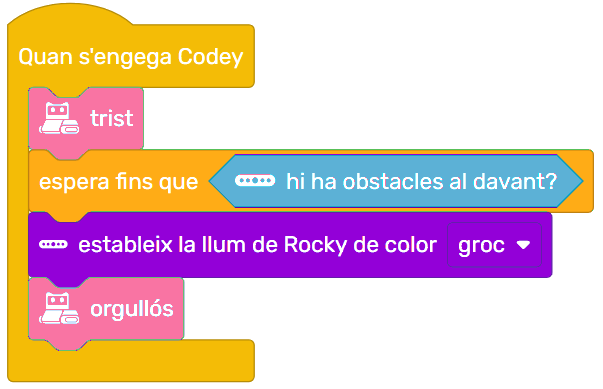 Quan s'engega Codey
trist
espera fins que hi ha obstacles al davant?
estableix la llum de Rocky de color groc
orgullós